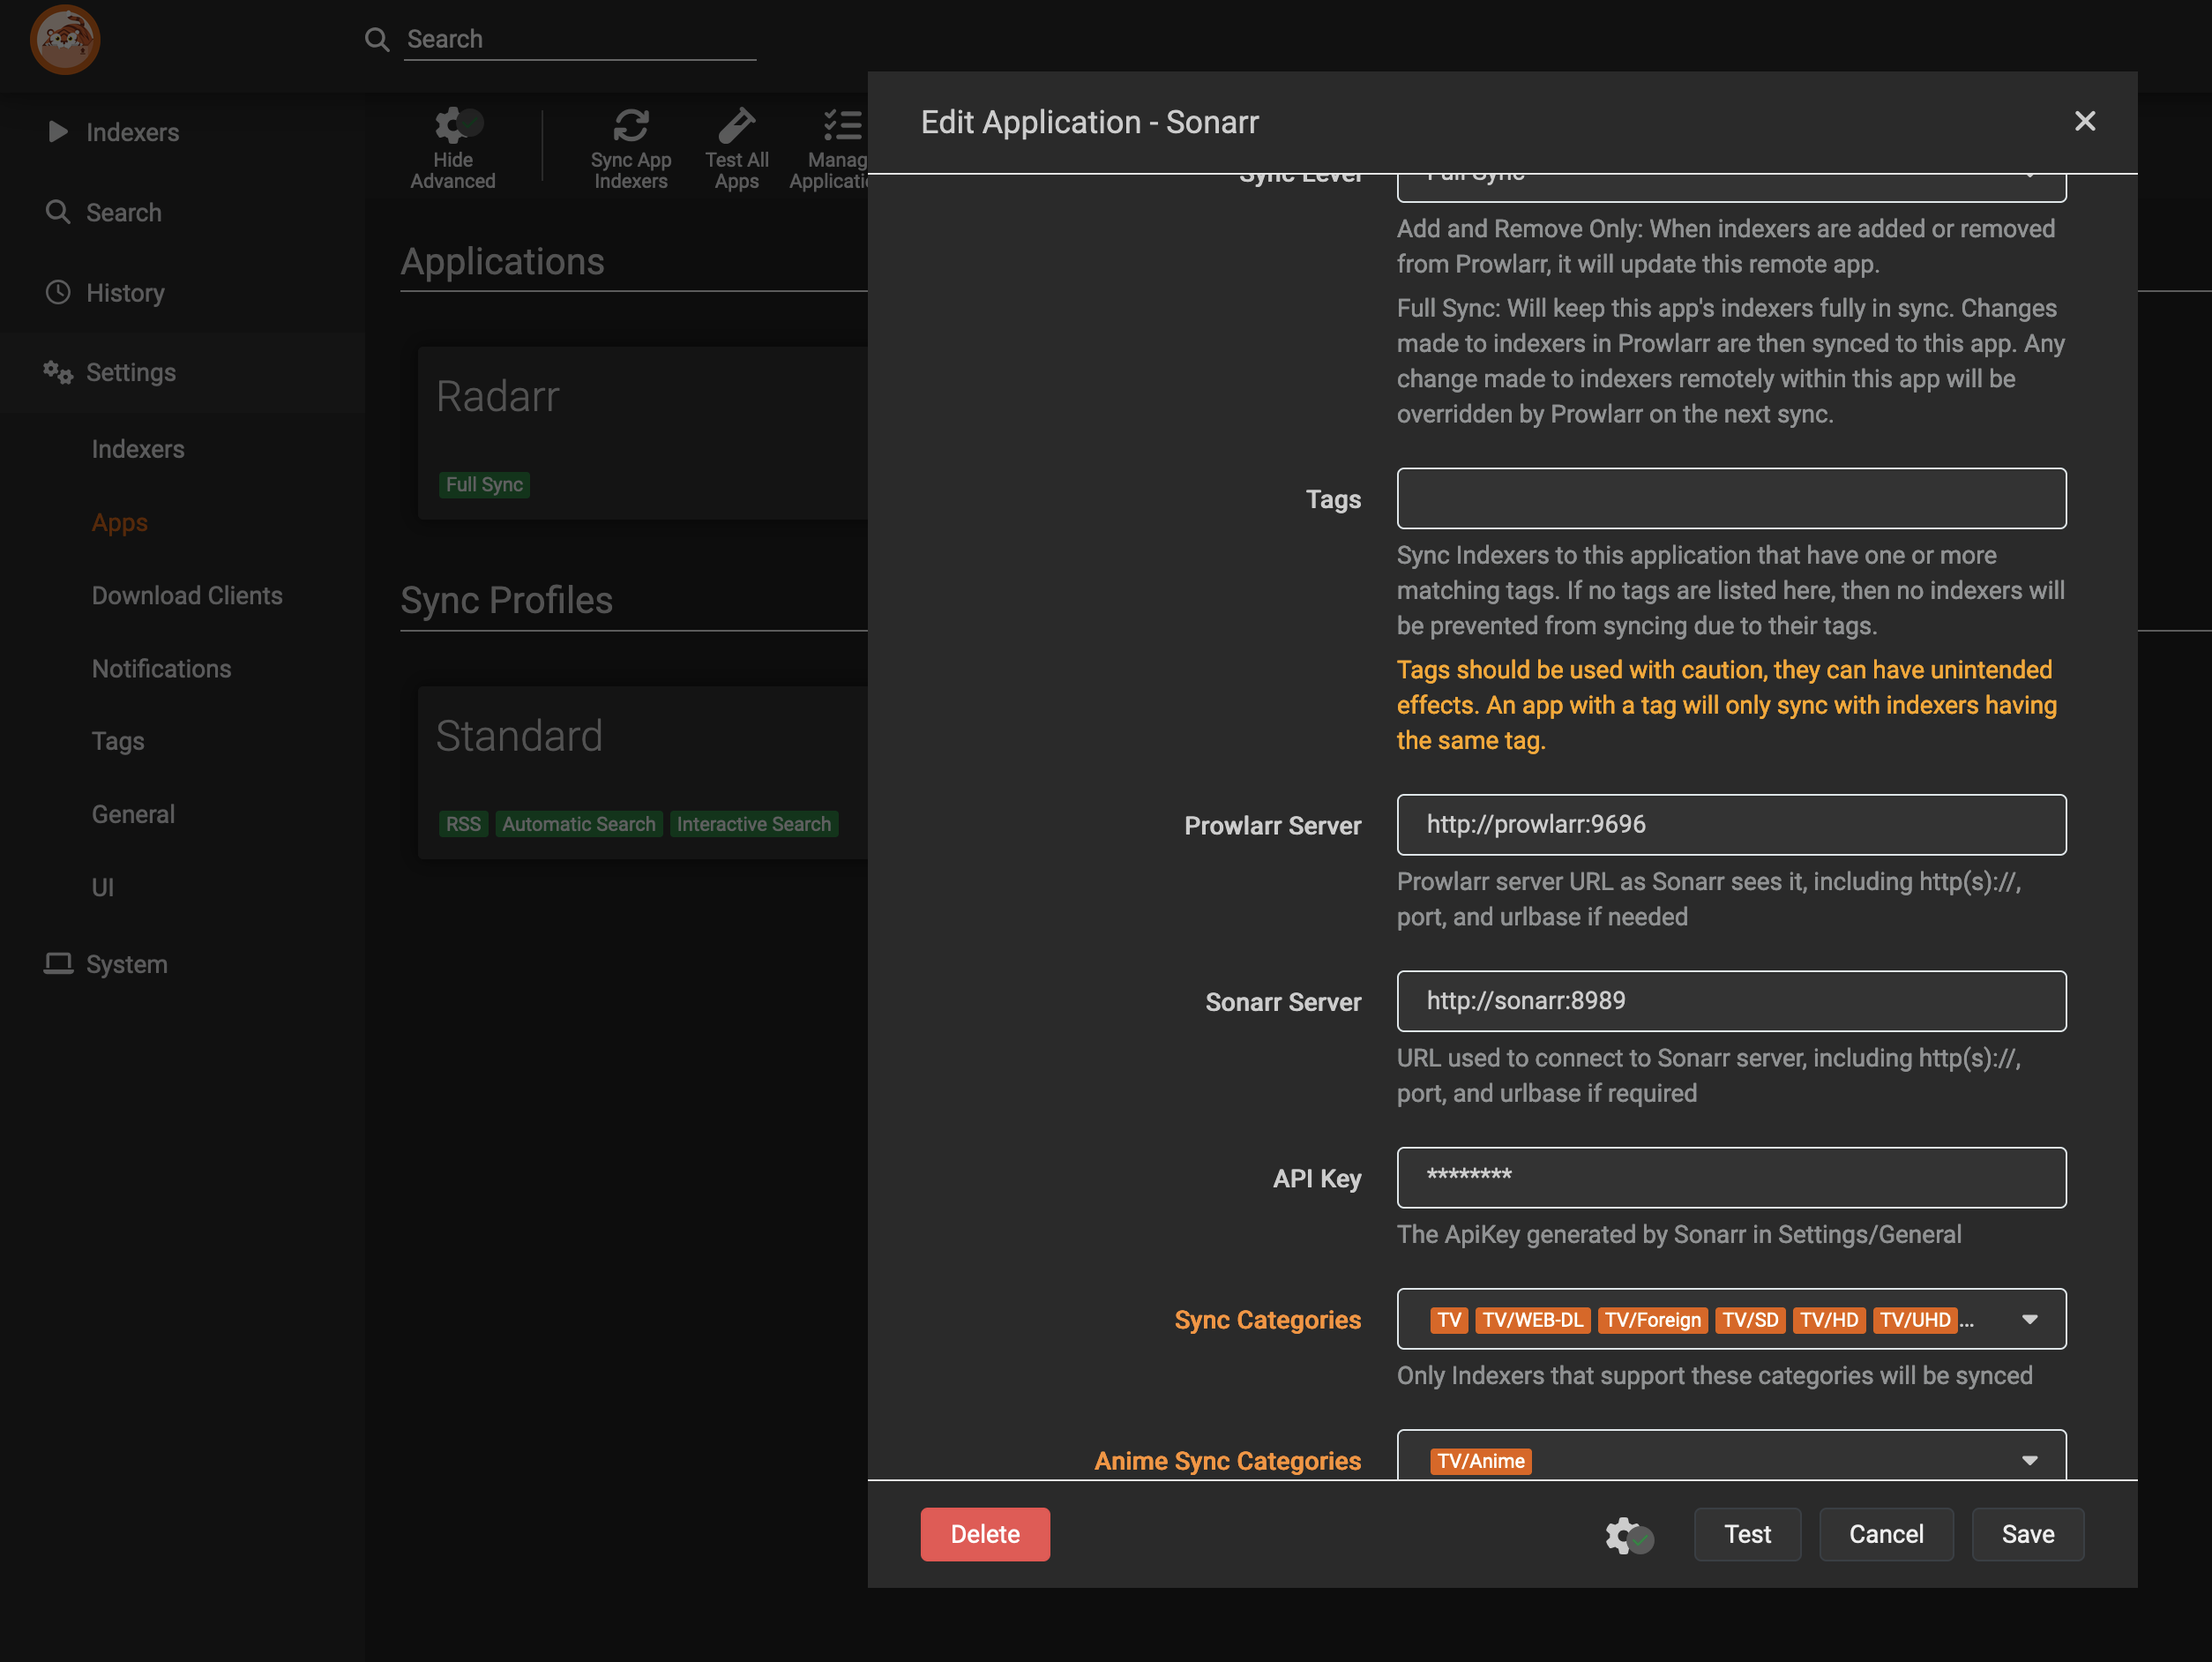 Search
Indexers
Search
History
Settings
Indexers
Apps
Download Clients
Notifications
Tags
General
UI
System
Hide
Advanced
Sync App
Indexers
Test All
Apps
Manag
Applicatio
Applications
Radarr
Full Sync
Sync Profiles
Standard
RSS Automatic Search Interactive Search
Edit Application - Sonarr
Sync Level
Full Sync
Add and Remove Only: When indexers are added or removed
from Prowlarr, it will update this remote app.
Full Sync: Will keep this app's indexers fully in sync. Changes
made to indexers in Prowlarr are then synced to this app. Any
change made to indexers remotely within this app will be
overridden by Prowlarr on the next sync.
Tags
Sync Indexers to this application that have one or more
matching tags. If no tags are listed here, then no indexers will
be prevented from syncing due to their tags.
Tags should be used with caution, they can have unintended
effects. An app with a tag will only sync with indexers having
the same tag.
Prowlarr Server
http://prowlarr:9696
Prowlarr server URL as Sonarr sees it, including http(s)://,
port, and urlbase if needed
Sonarr Server
http://sonarr:8989
URL used to connect to Sonarr server, including http(s)://,
port, and urlbase if required
API Key
********
The ApiKey generated by Sonarr in Settings/General
Sync Categories
TV TV/WEB-DL TV/Foreign TV/SD TV/HD TV/UHD ...
Only Indexers that support these categories will be synced
Anime Sync Categories
TV/Anime
Delete
Test
Cancel
Save